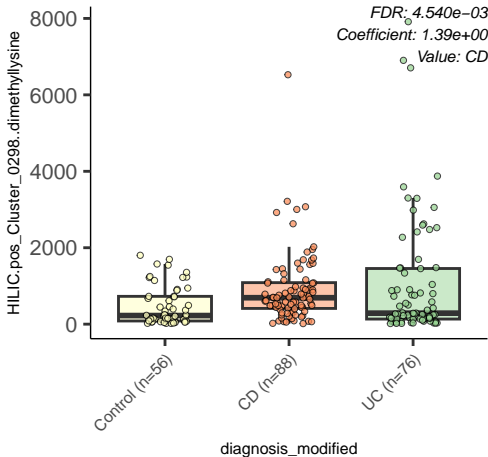 FDR: 4.540e−03
Coefficient: 1.39e+00
Value: CD
8000
6000
4000
2000
0
HILIC.pos_Cluster_0298..dimethyllysine
Control (n=56)
CD (n=88)
UC (n=76)
diagnosis_modified